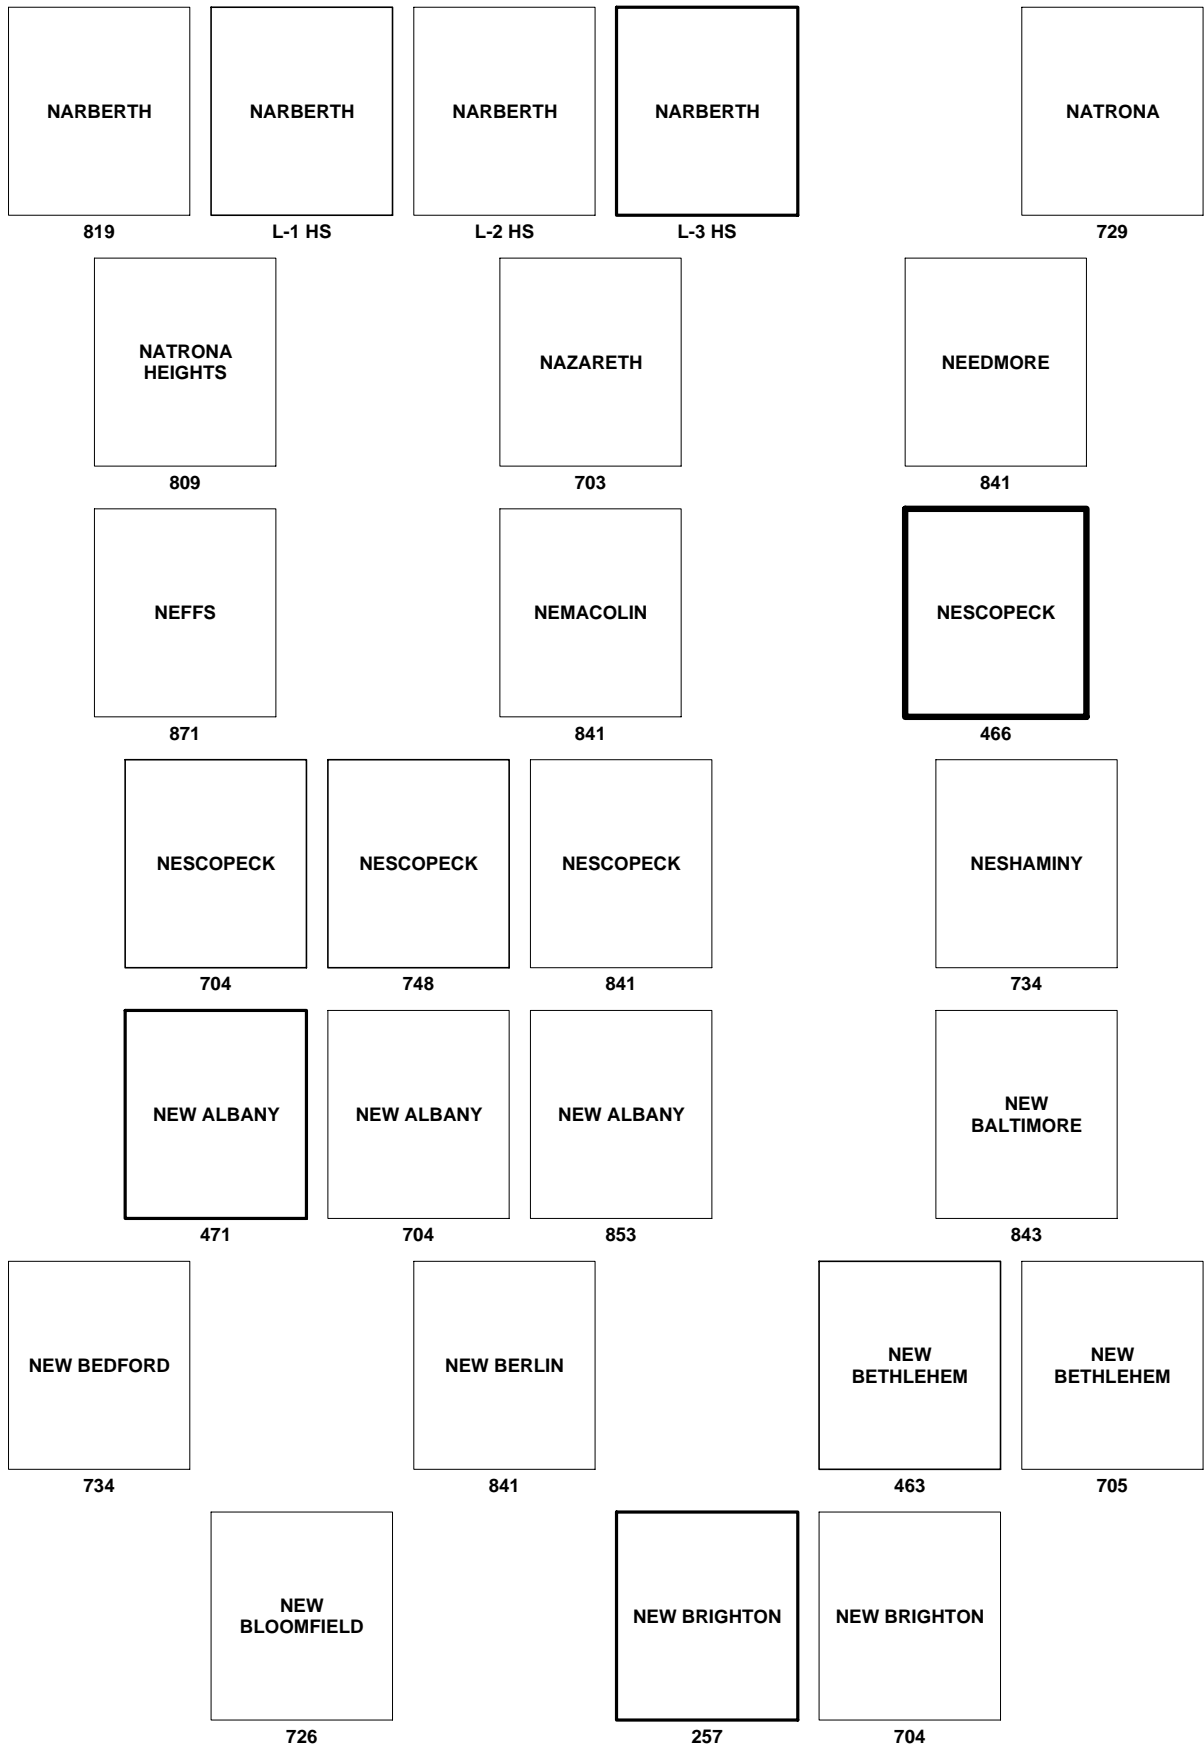 NARBERTH NARBERTH NARBERTH NARBERTH NATRONA
819 L-1 HS L-2 HS L-3 HS 729
NATRONA
HEIGHTS
NAZARETH NEEDMORE
809 703 841
NEFFS NEMACOLIN NESCOPECK
871 841 466
NESCOPECK NESCOPECK NESCOPECK NESHAMINY
704 748 841 734
NEW ALBANY NEW ALBANY NEW ALBANY
NEW
BALTIMORE
471 704 853 843
NEW BEDFORD NEW BERLIN
NEW
BETHLEHEM
NEW
BETHLEHEM
734 841 463 705
NEW
BLOOMFIELD
NEW BRIGHTON NEW BRIGHTON
726 257 704